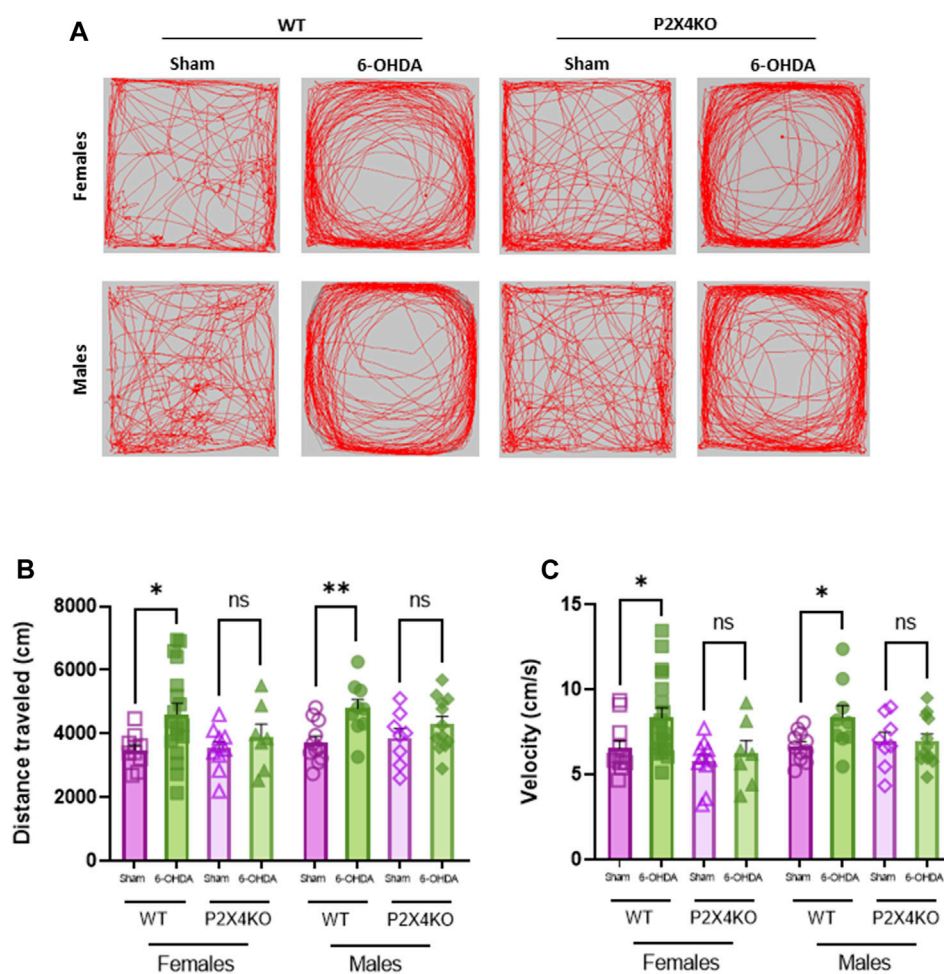 A
WT P2X4KO
Sham 6-OHDA Sham 6-OHDA
Females
Males
B
Distance traveled (cm)
8000
6000
4000
2000
0
* ns ** ns
Sham 6-OHDA Sham 6-OHDA Sham 6-OHDA Sham 6-OHDA
WT P2X4KO WT P2X4KO
Females Males
C
Velocity (cm/s)
15
10
5
0
* ns * ns
Sham 6-OHDA Sham 6-OHDA Sham 6-OHDA Sham 6-OHDA
WT P2X4KO WT P2X4KO
Females Males